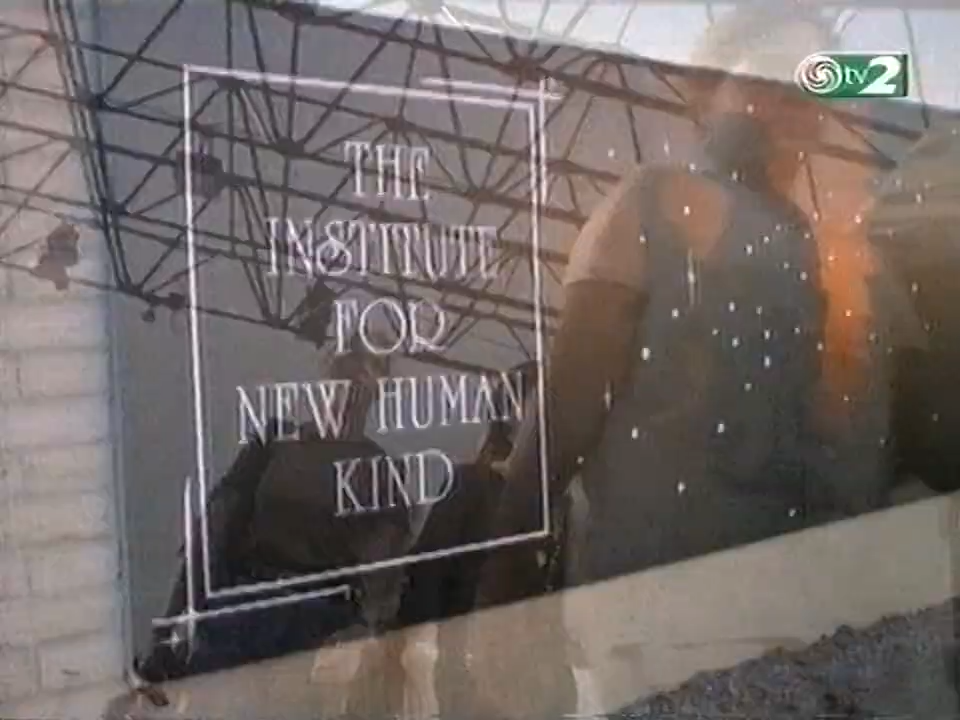 tv2
THE
INSTITUTE
FOR
NEW HUMAN
KIND